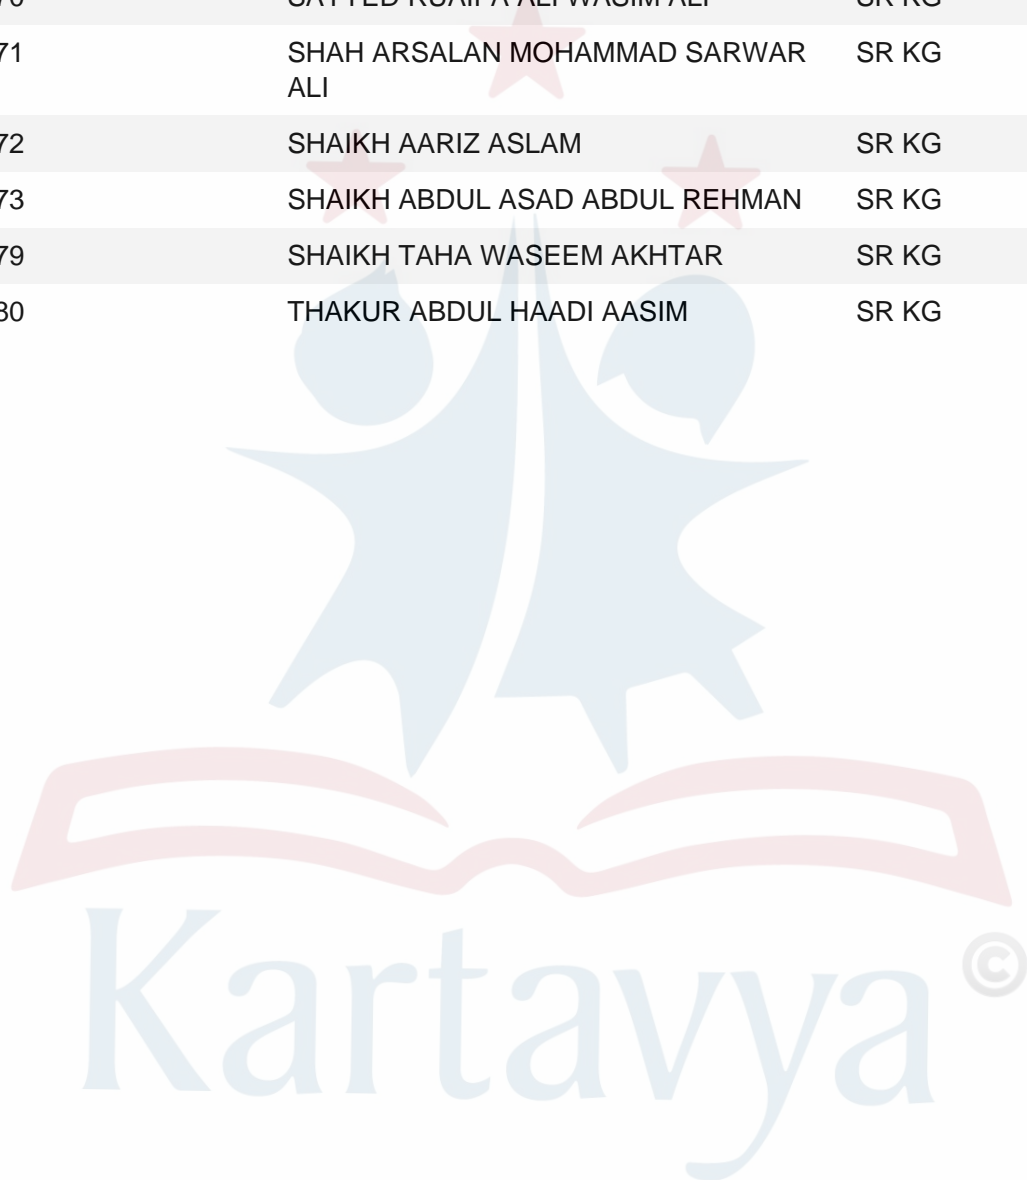 71 SHAH ARSALAN MOHAMMAD SARWAR SR KG
ALI
72 SHAIKH AARIZ ASLAM SR KG
73 SHAIKH ABDUL ASAD ABDUL REHMAN SR KG
79 SHAIKH TAHA WASEEM AKHTAR SR KG
80 THAKUR ABDUL HAADI AASIM SR KG
Kartavya ©